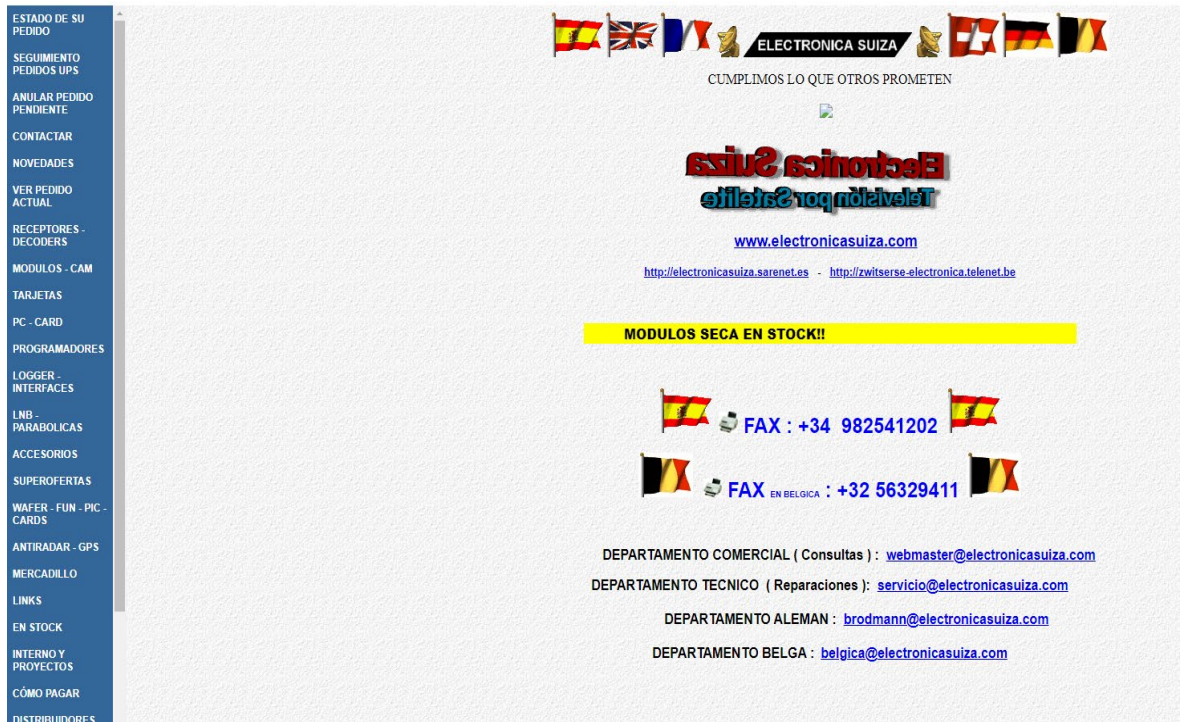 ESTADO DE SU
PEDIDO
SEGUIMIENTO
PEDIDOS UPS
ANULAR PEDIDO
PENDIENTE
CONTACTAR
NOVEDADES
VER PEDIDO
ACTUAL
RECEPTORES -
DECODERS
MODULOS - CAM
TARJETAS
PC - CARD
PROGRAMADORES
LOGGER -
INTERFACES
LNB -
PARABOLICAS
ACCESORIOS
SUPEROFERTAS
WAFER - FUN - PIC -
CARDS
ANTIRADAR - GPS
MERCADILLO
LINKS
EN STOCK
INTERNO Y
PROYECTOS
CÓMO PAGAR
DISTRIBUIDORES
ELECTRONICA SUIZA
CUMPLIMOS LO QUE OTROS PROMETEN
Electronica Suiza
Televisión por Satelite
www.electronicasuiza.com
http://electronicasuiza.sarenet.es - http://zwitserse-electronica.telenet.be
MODULOS SECA EN STOCK!!
FAX : +34 982541202
FAX EN BELGICA : +32 56329411
DEPARTAMENTO COMERCIAL ( Consultas ) : webmaster@electronicasuiza.com
DEPARTAMENTO TECNICO ( Reparaciones ): servicio@electronicasuiza.com
DEPARTAMENTO ALEMAN : brodmann@electronicasuiza.com
DEPARTAMENTO BELGA : belgica@electronicasuiza.com